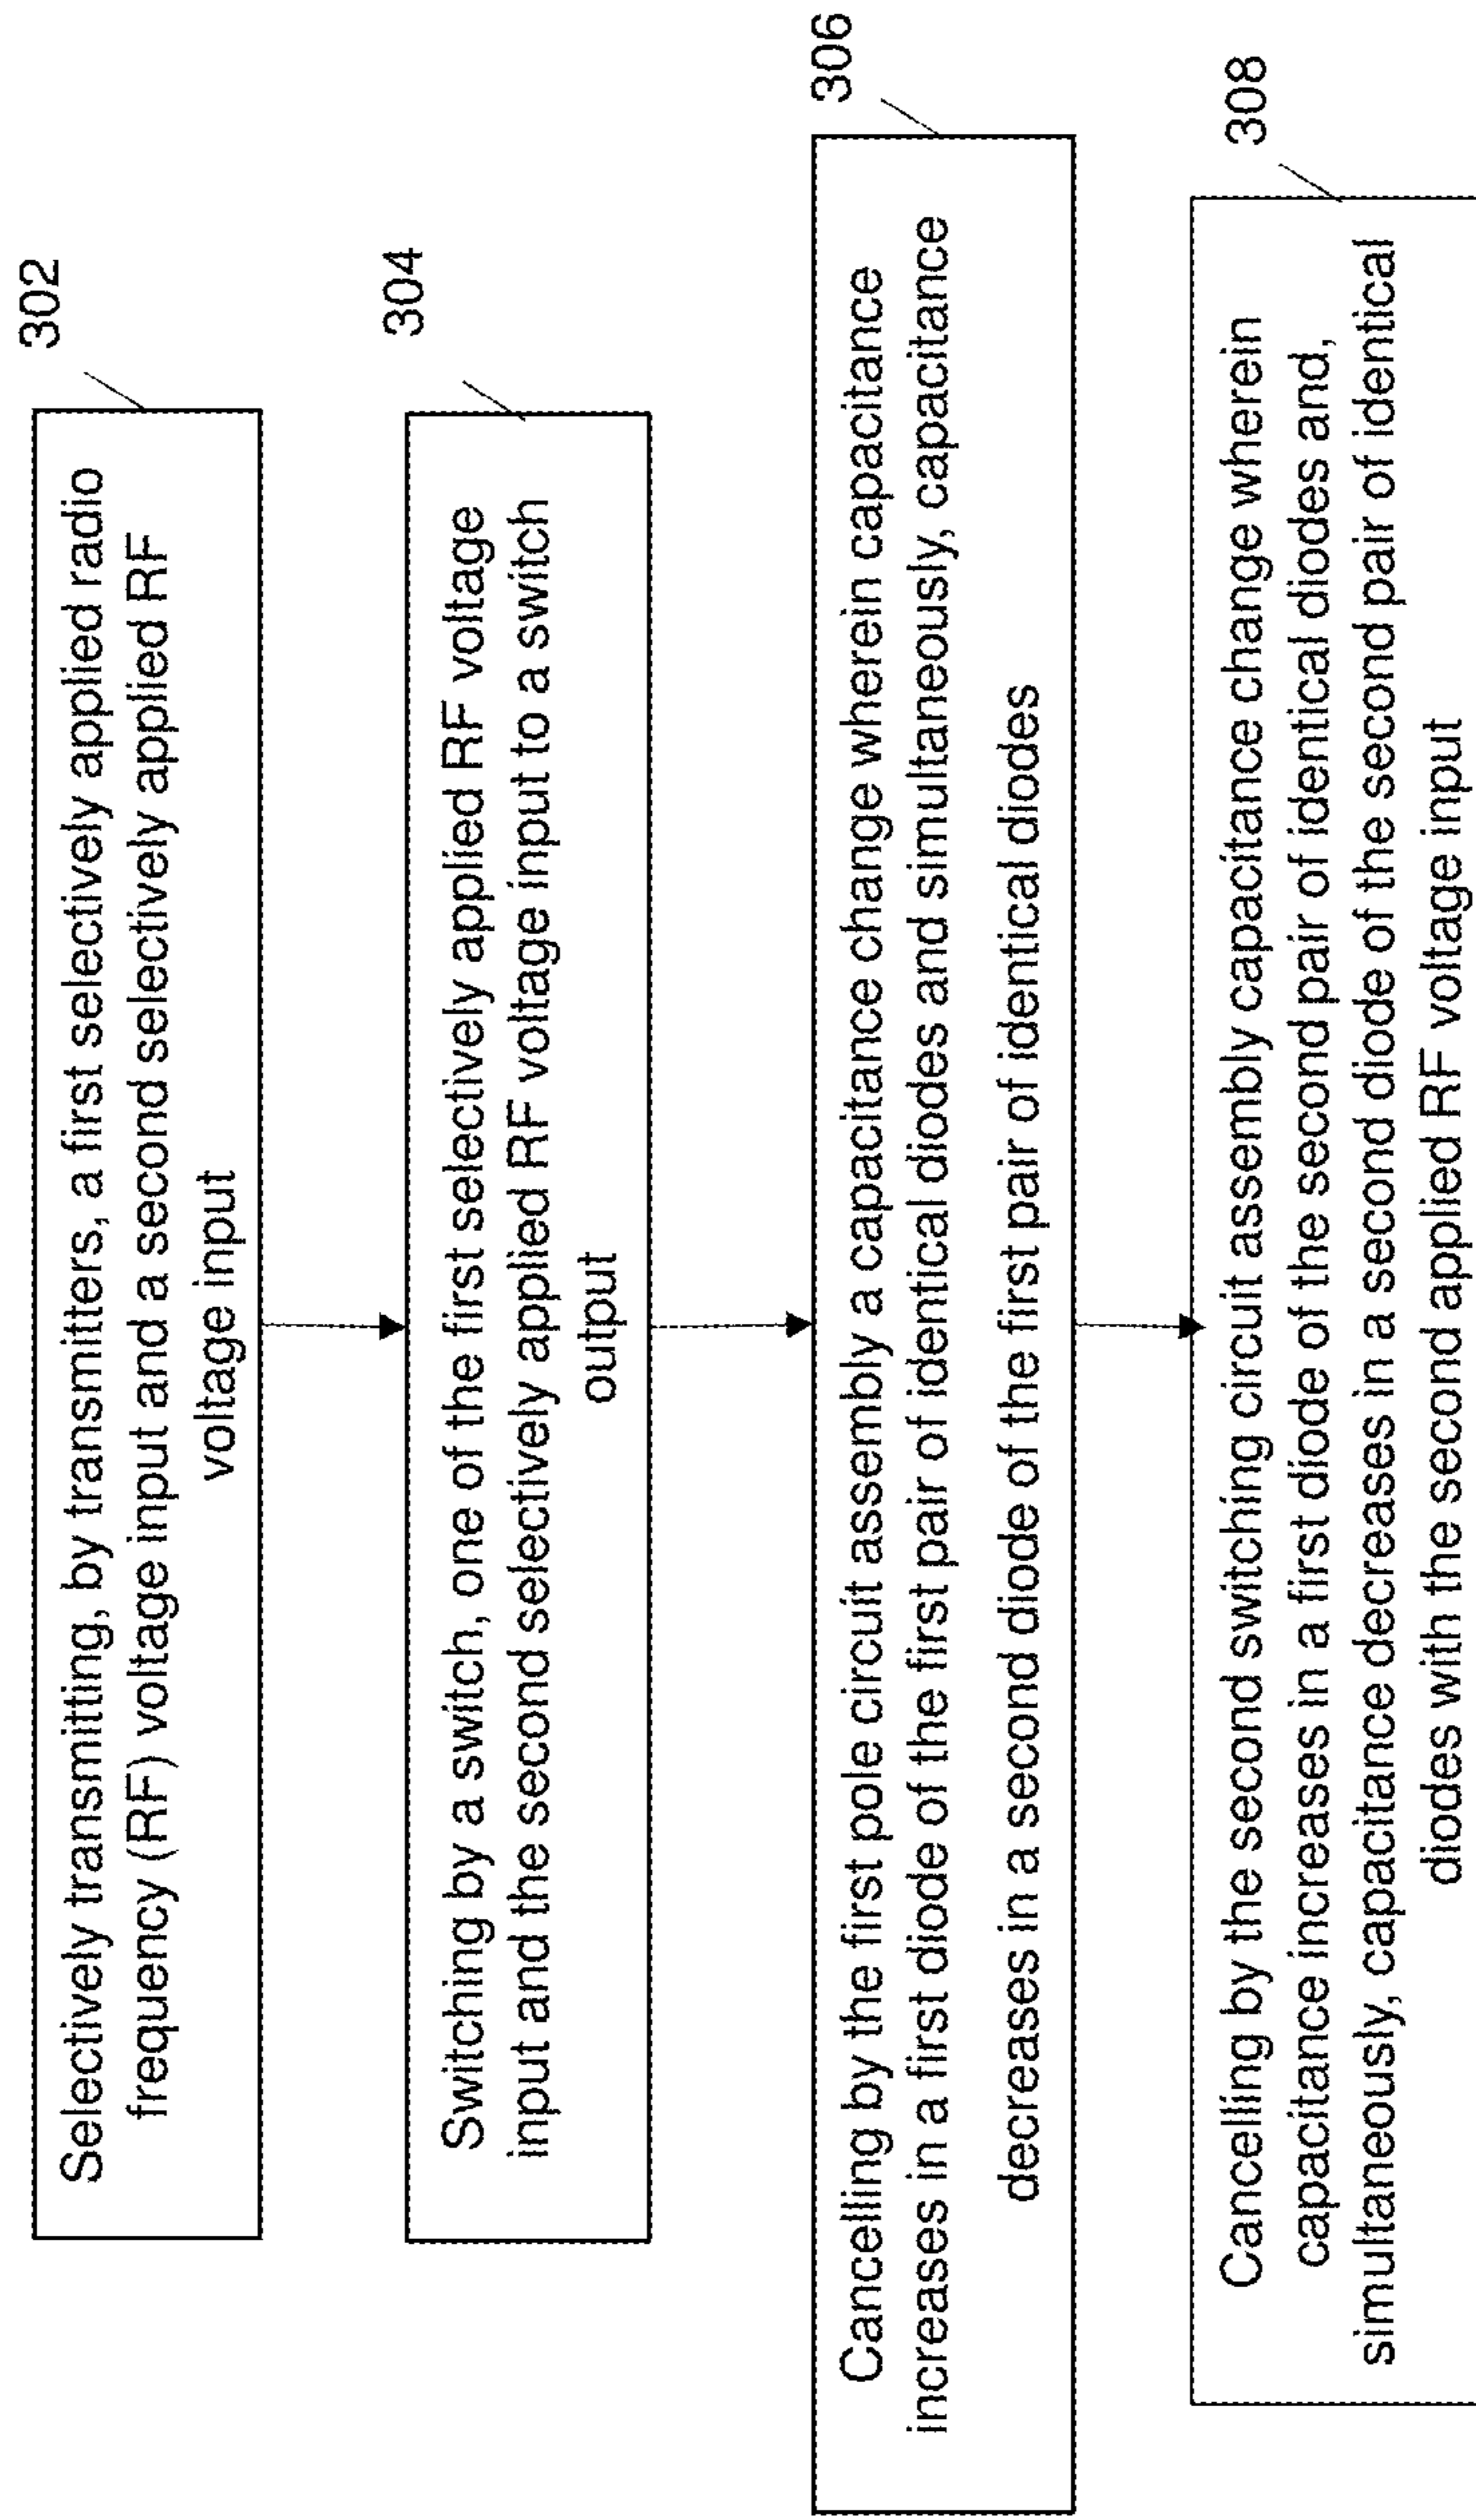 302
Selectively transmitting, by transmitters, a first selectively applied radio
frequency (RF) voltage input and a second selectively applied RF
voltage input
304
Switching by a switch, one of the first selectively applied RF voltage
input and the second selectively applied RF voltage input to a switch
output
306
Cancelling by the first pole circuit assembly a capacitance change wherein capacitance
increases in a first diode of the first pair of identical diodes and simultaneously, capacitance
decreases in a second diode of the first pair of identical diodes
308
Cancelling by the second switching circuit assembly capacitance change wherein
capacitance increases in a first diode of the second pair of identical diodes and,
simultaneously, capacitance decreases in a second diode of the second pair of identical
diodes with the second applied RF voltage input